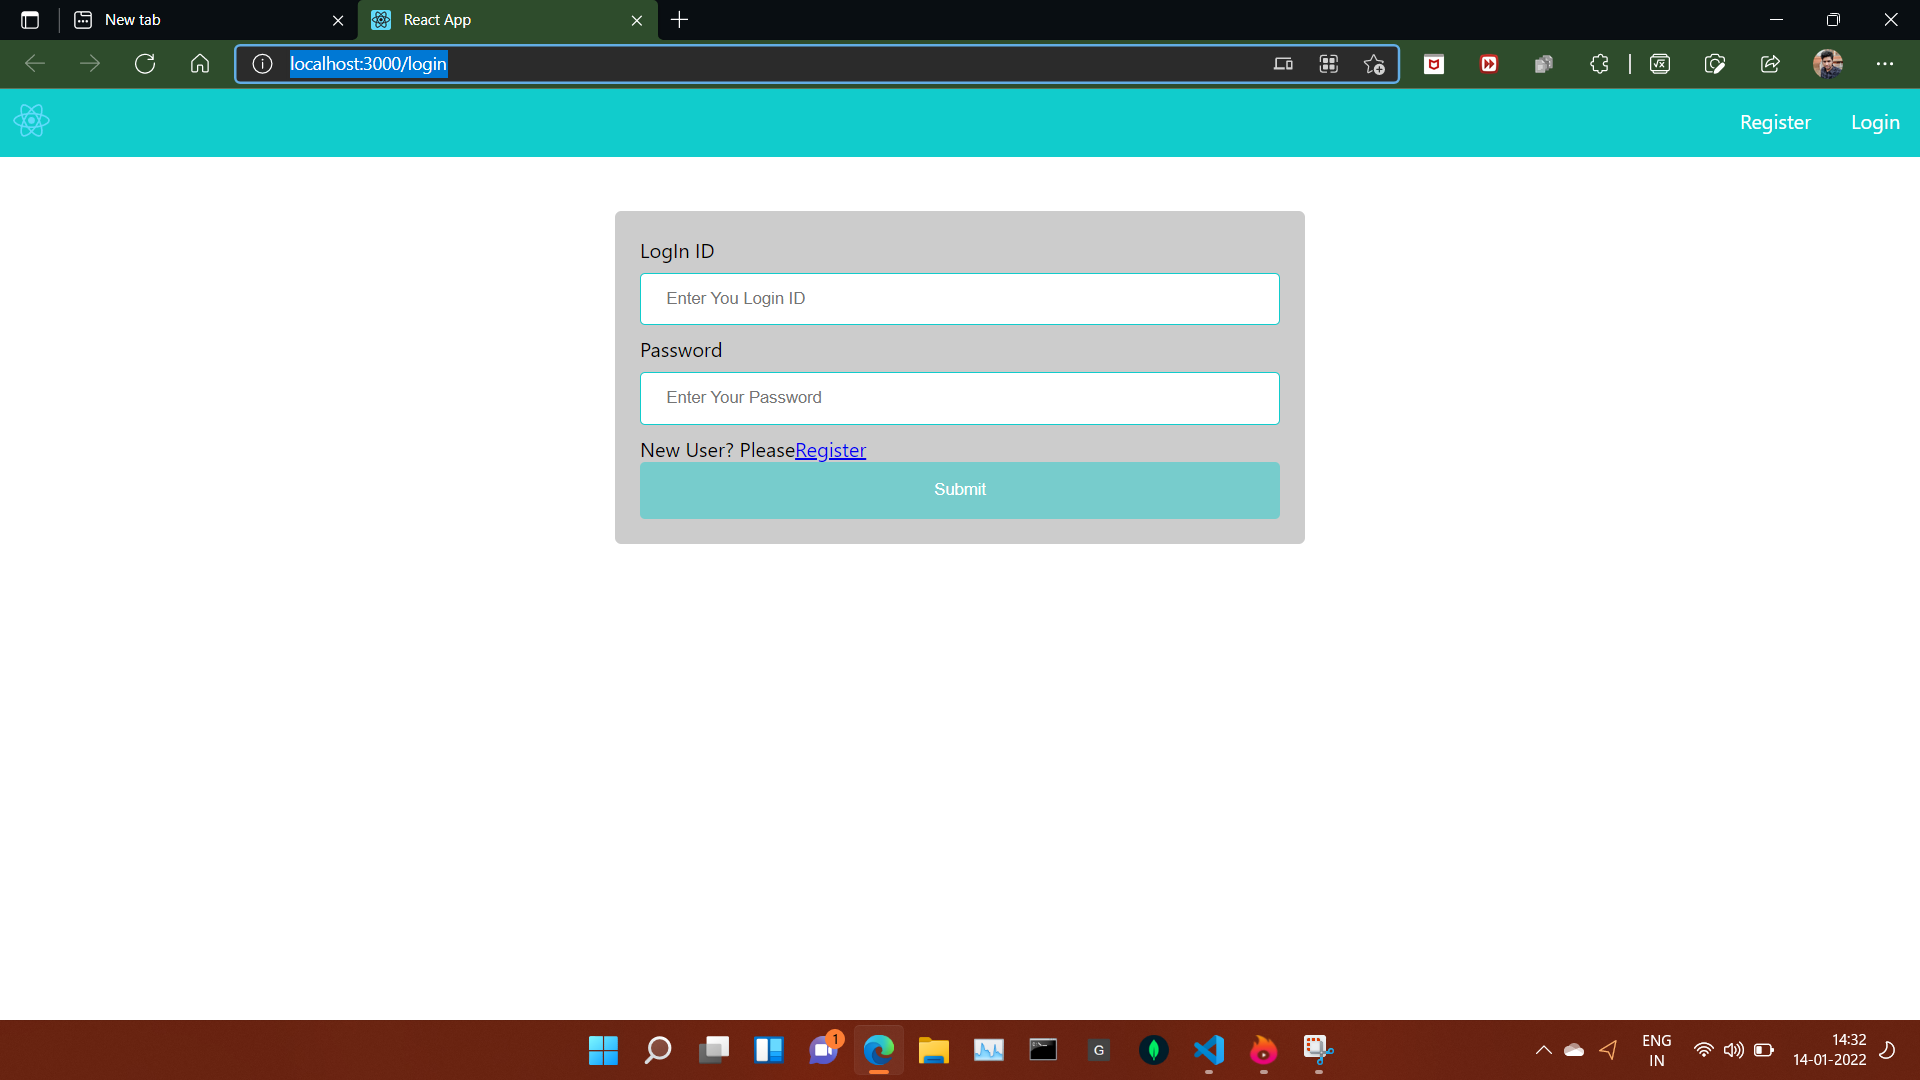 New tab
React App
localhost:3000/login
Register
Login
LogIn ID
Enter You Login ID
Password
Enter Your Password
New User? PleaseRegister
Submit
1
G
ENG
IN
14:32
14-01-2022